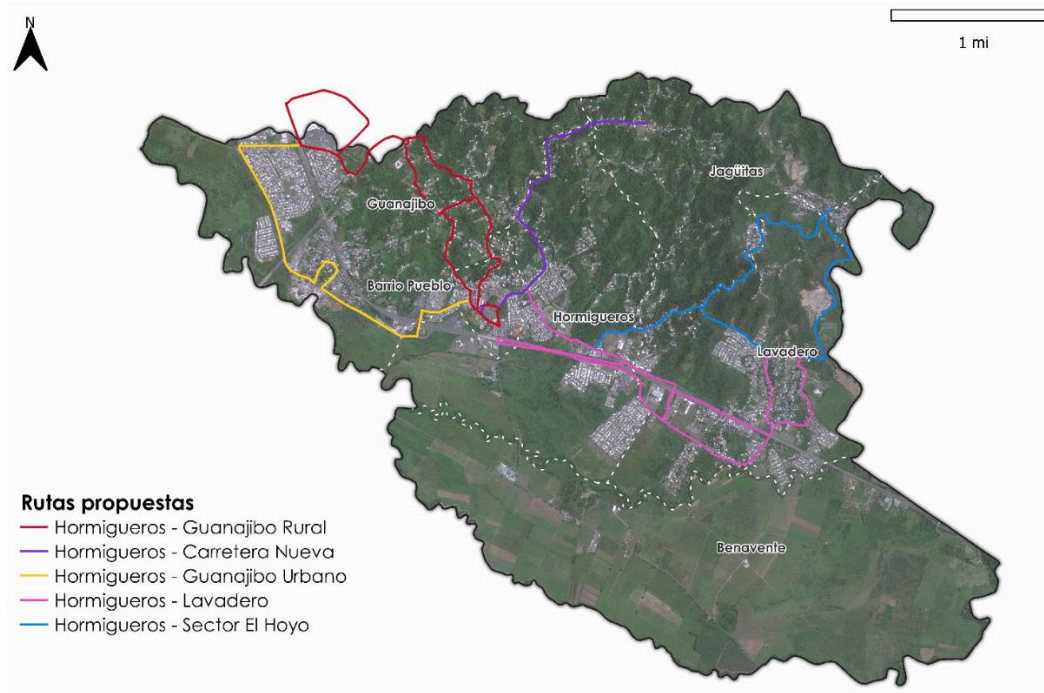 N
1 mi
Jagüitas
Guanajibo
Barrio Pueblo
Hormigueros
Lavadero
Benavente
Rutas propuestas
Hormigueros - Guanajibo Rural
Hormigueros - Carretera Nueva
Hormigueros - Guanajibo Urbano
Hormigueros - Lavadero
Hormigueros - Sector El Hoyo